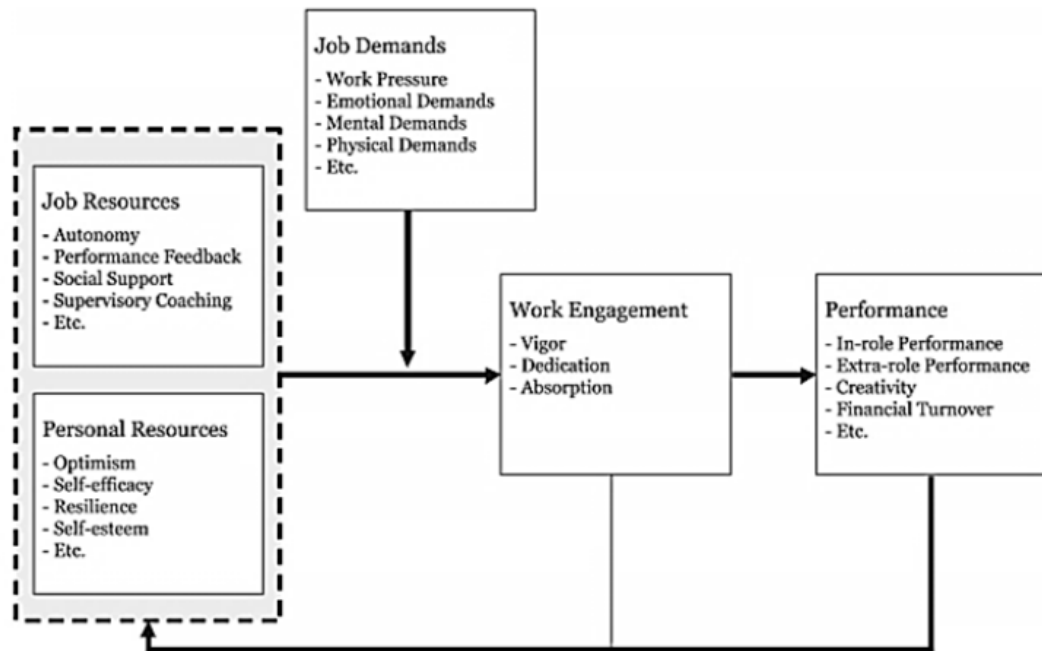 Job Demands
- Work Pressure
- Emotional Demands
- Mental Demands
- Physical Demands
- Etc.
Job Resources
- Autonomy
- Performance Feedback
- Social Support
- Supervisory Coaching
- Etc.
Personal Resources
- Optimism
- Self-efficacy
- Resilience
- Self-esteem
- Etc.
Work Engagement
- Vigor
- Dedication
- Absorption
Performance
- In-role Performance
- Extra-role Performance
- Creativity
- Financial Turnover
- Etc.